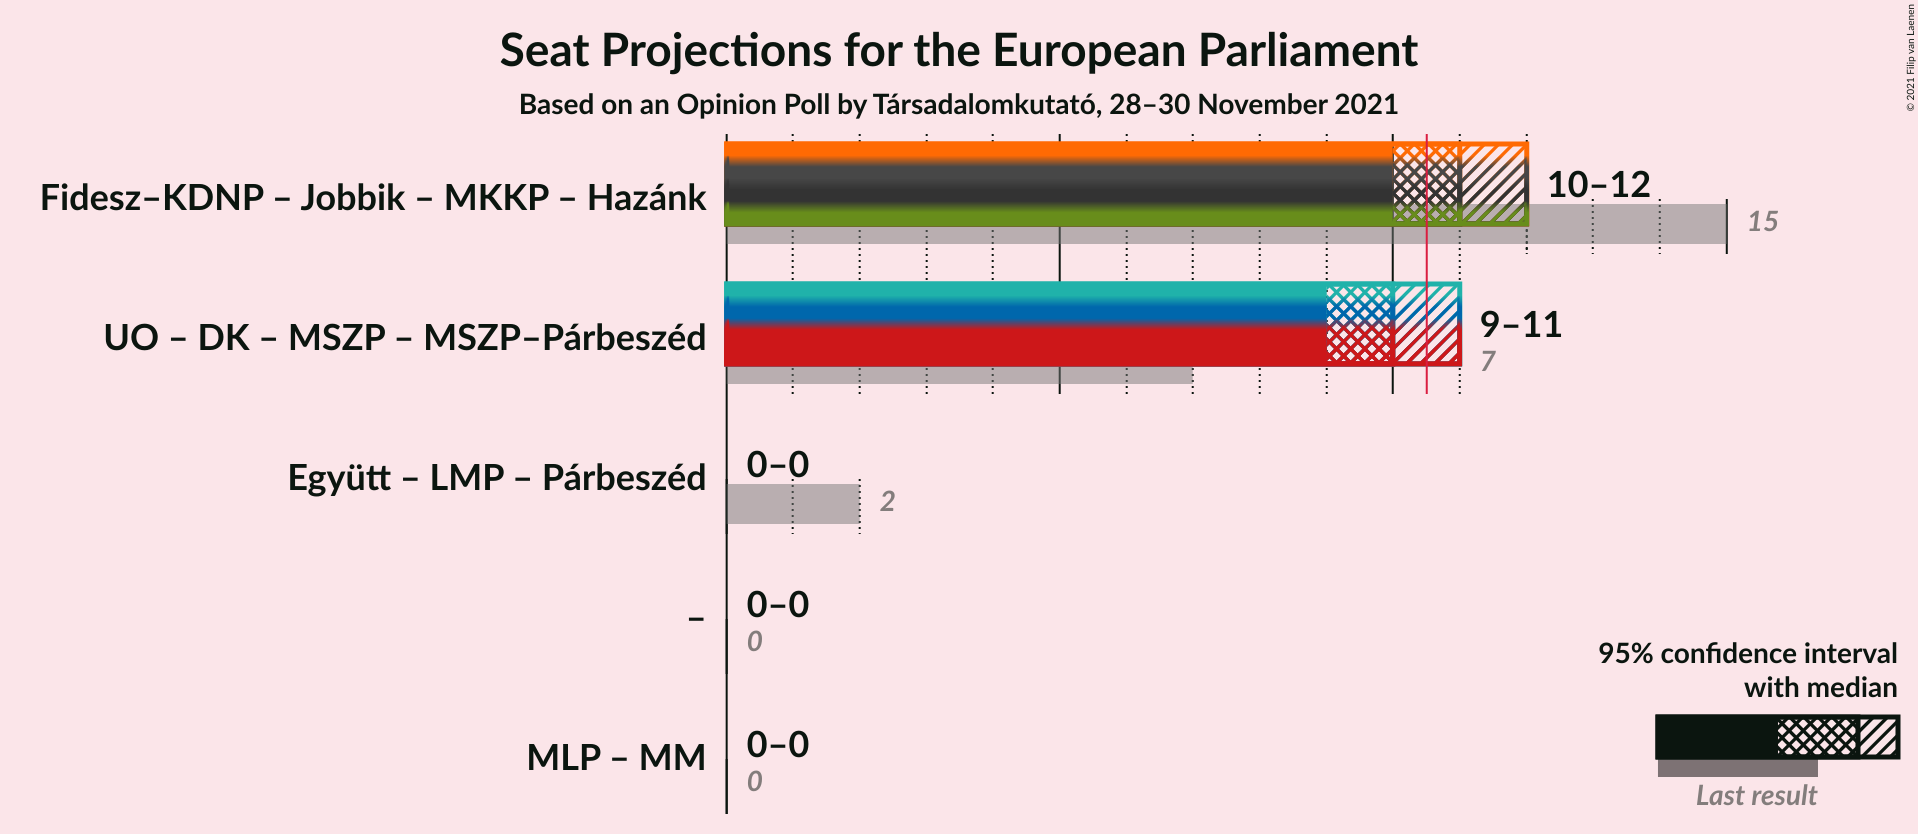 Seat Projections for the European Parliament
Based on an Opinion Poll by Társadalomkutató, 28–30 November 2021
© 2021 Filip van Laenen
Fidesz–KDNP – Jobbik – MKKP – Hazánk
10–12
15
UO – DK – MSZP – MSZP–Párbeszéd
9–11
7
Együtt – LMP – Párbeszéd
0–0
2
–
0–0
0
MLP – MM
0–0
0
95% confidence interval
with median
Last result